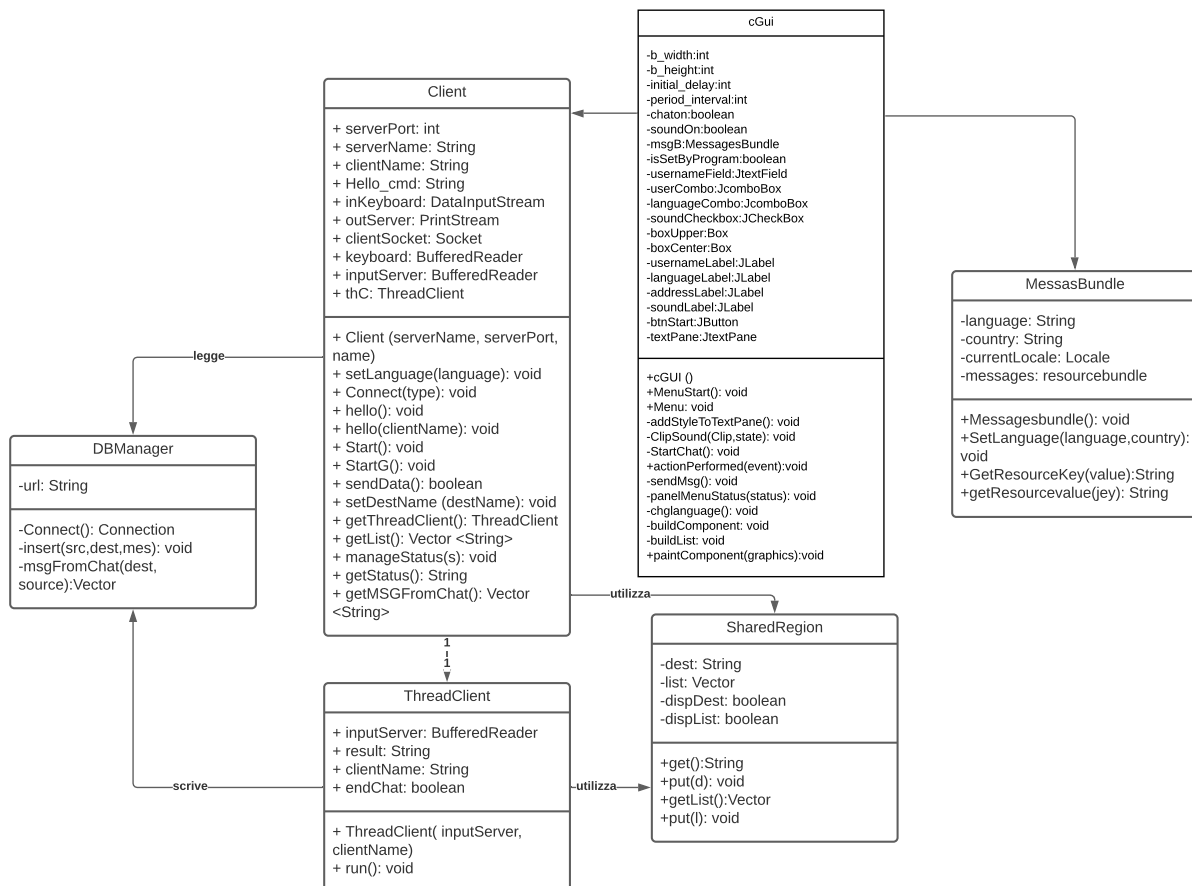 cGui
-b_width:int
-b_height:int
-initial_delay:int
-period_interval:int
-chaton:boolean
-soundOn:boolean
-msgB:MessagesBundle
-isSetByProgram:boolean
-usernameField:JtextField
-userCombo:JcomboBox
-languageCombo:JcomboBox
-soundCheckbox:JCheckBox
-boxUpper:Box
-boxCenter:Box
-usernameLabel:JLabel
-languageLabel:JLabel
-addressLabel:JLabel
-soundLabel:JLabel
-btnStart:JButton
-textPane:JtextPane
+cGUI ()
+MenuStart(): void
+Menu: void
-addStyleToTextPane(): void
-ClipSound(Clip,state): void
-StartChat(): void
+actionPerformed(event):void
-sendMsg(): void
-panelMenuStatus(status): void
-chglanguage(): void
-buildComponent: void
-buildList: void
+paintComponent(graphics):void
Client
+ serverPort: int
+ serverName: String
+ clientName: String
+ Hello_cmd: String
+ inKeyboard: DataInputStream
+ outServer: PrintStream
+ clientSocket: Socket
+ keyboard: BufferedReader
+ inputServer: BufferedReader
+ thC: ThreadClient
+ Client (serverName, serverPort,
name)
+ setLanguage(language): void
+ Connect(type): void
+ hello(): void
+ hello(clientName): void
+ Start(): void
+ StartG(): void
+ sendData(): boolean
+ setDestName (destName): void
+ getThreadClient(): ThreadClient
+ getList(): Vector <String>
+ manageStatus(s): void
+ getStatus(): String
+ getMSGFromChat(): Vector
<String>
MessasBundle
-language: String
-country: String
-currentLocale: Locale
-messages: resourcebundle
+Messagesbundle(): void
+SetLanguage(language,country):
void
+GetResourceKey(value):String
+getResourcevalue(jey): String
legge
DBManager
-url: String
-Connect(): Connection
-insert(src,dest,mes): void
-msgFromChat(dest,
source):Vector
utilizza
SharedRegion
-dest: String
-list: Vector
-dispDest: boolean
-dispList: boolean
+get():String
+put(d): void
+getList():Vector
+put(l): void
1
1
ThreadClient
+ inputServer: BufferedReader
+ result: String
+ clientName: String
+ endChat: boolean
+ ThreadClient( inputServer,
clientName)
+ run(): void
scrive
utilizza